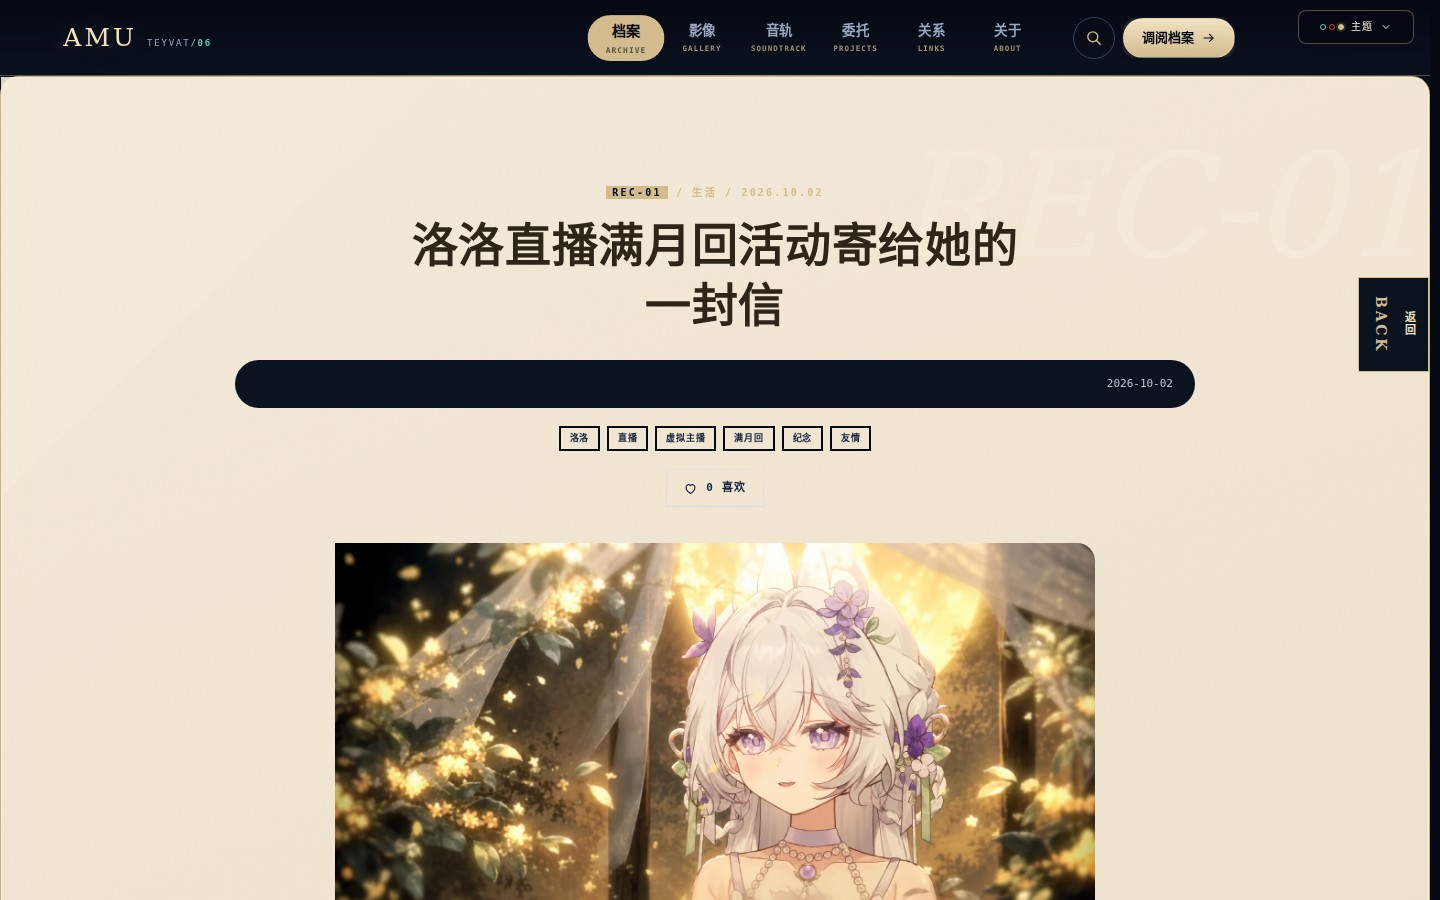 AMU TEYVAT/06
档案 影像 音轨 委托 关系 关于
ARCHIVE GALLERY SOUNDTRACK PROJECTS LINKS ABOUT
调阅档案 →
主题
REC-01
REC-01 / 生活 / 2026.10.02
洛洛直播满月回活动寄给她的
一封信
返回
BACK
2026-10-02
洛洛 直播 虚拟主播 满月回 纪念 友情
0 喜欢